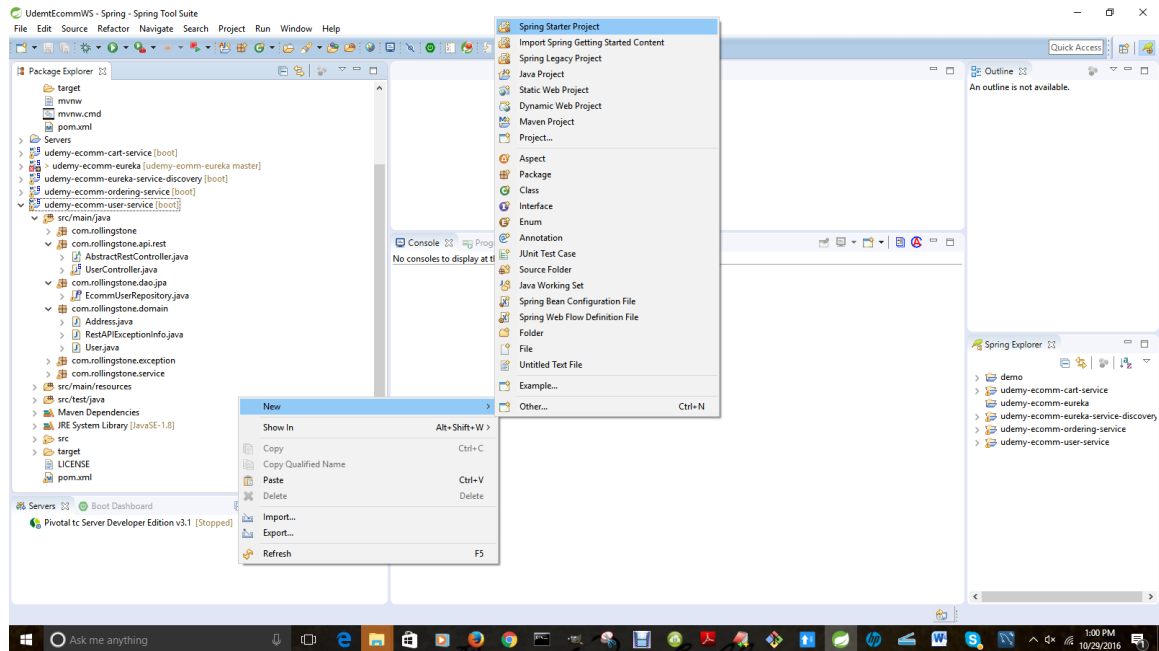 UdemtEcommWS - Spring - Spring Tool Suite
File Edit Source Refactor Navigate Search Project Run Window Help
Quick Access
Package Explorer
target
mvnw
mvnw.cmd
pom.xml
Servers
udemy-ecomm-cart-service [boot]
> udemy-ecomm-eureka [udemy-eomm-eureka master]
udemy-ecomm-eureka-service-discovery [boot]
udemy-ecomm-ordering-service [boot]
udemy-ecomm-user-service [boot]
src/main/java
com.rollingstone
com.rollingstone.api.rest
AbstractRestController.java
UserController.java
com.rollingstone.dao.jpa
EcommUserRepository.java
com.rollingstone.domain
Address.java
RestAPIExceptionInfo.java
User.java
com.rollingstone.exception
com.rollingstone.service
src/main/resources
src/test/java
Maven Dependencies
JRE System Library [JavaSE-1.8]
src
target
LICENSE
pom.xml
Servers Boot Dashboard
Pivotal tc Server Developer Edition v3.1 [Stopped]
New
Show In Alt+Shift+W >
Copy Ctrl+C
Copy Qualified Name
Paste Ctrl+V
Delete Delete
Import...
Export...
Refresh F5
Spring Starter Project
Import Spring Getting Started Content
Spring Legacy Project
Java Project
Static Web Project
Dynamic Web Project
Maven Project
Project...
Aspect
Package
Class
Interface
Enum
Annotation
JUnit Test Case
Source Folder
Java Working Set
Spring Bean Configuration File
Spring Web Flow Definition File
Folder
File
Untitled Text File
Example...
Other... Ctrl+N
Console Prog
No consoles to display at t
Outline
An outline is not available.
Spring Explorer
demo
udemy-ecomm-cart-service
udemy-ecomm-eureka
udemy-ecomm-eureka-service-discovery
udemy-ecomm-ordering-service
udemy-ecomm-user-service
Ask me anything
1:00 PM
10/29/2016